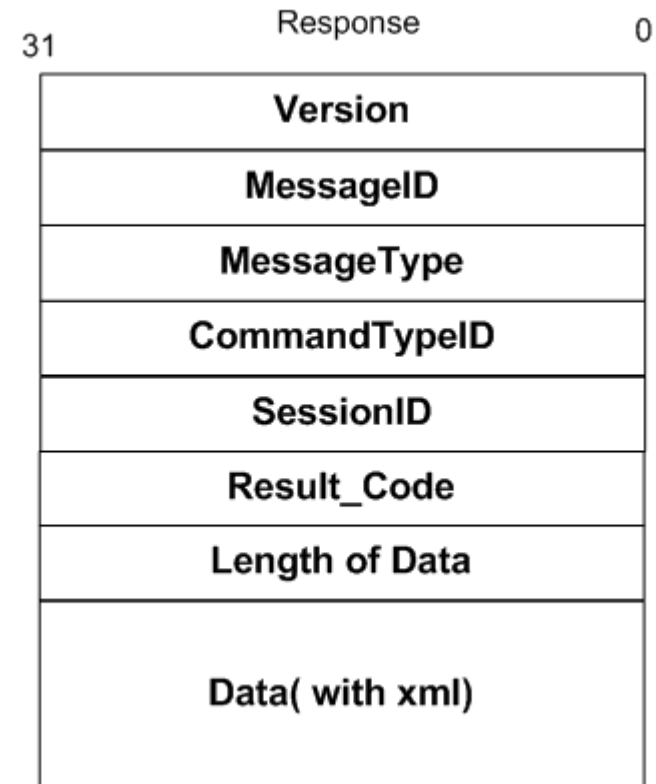 Response
31 0
Version
MessageID
MessageType
CommandTypeID
SessionID
Result_Code
Length of Data
Data( with xml)